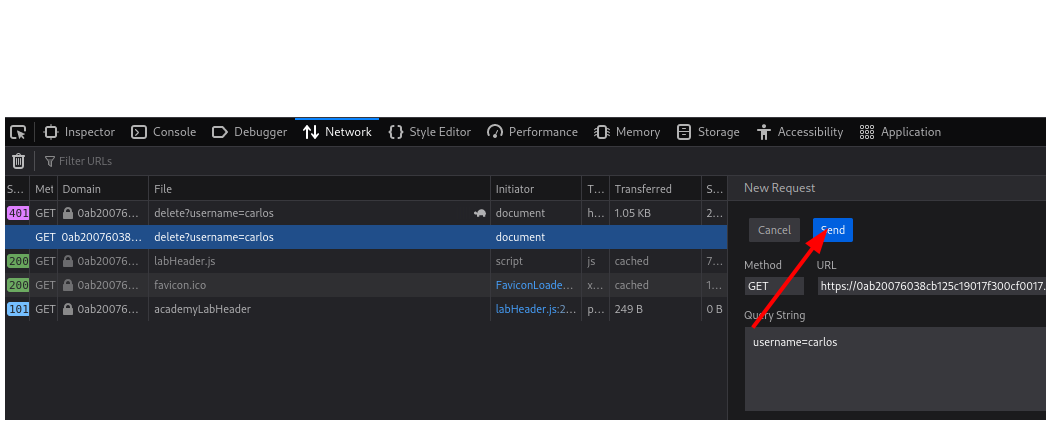 Inspector Console Debugger Network Style Editor Performance Memory Storage Accessibility Application
Filter URLs
S... Met Domain File Initiator T... Transferred S... New Request
401 GET 0ab20076... delete?username=carlos document h... 1.05 KB 2...
GET 0ab20076038... delete?username=carlos document
Cancel Send
200 GET 0ab20076... labHeader.js script js cached 7...
Method URL
200 GET 0ab20076... favicon.ico FaviconLoade... x... cached 1...
GET https://0ab20076038cb125c19017f300cf0017.
101 GET 0ab20076... academyLabHeader labHeader.js:2... p... 249 B 0 B
Query String
username=carlos